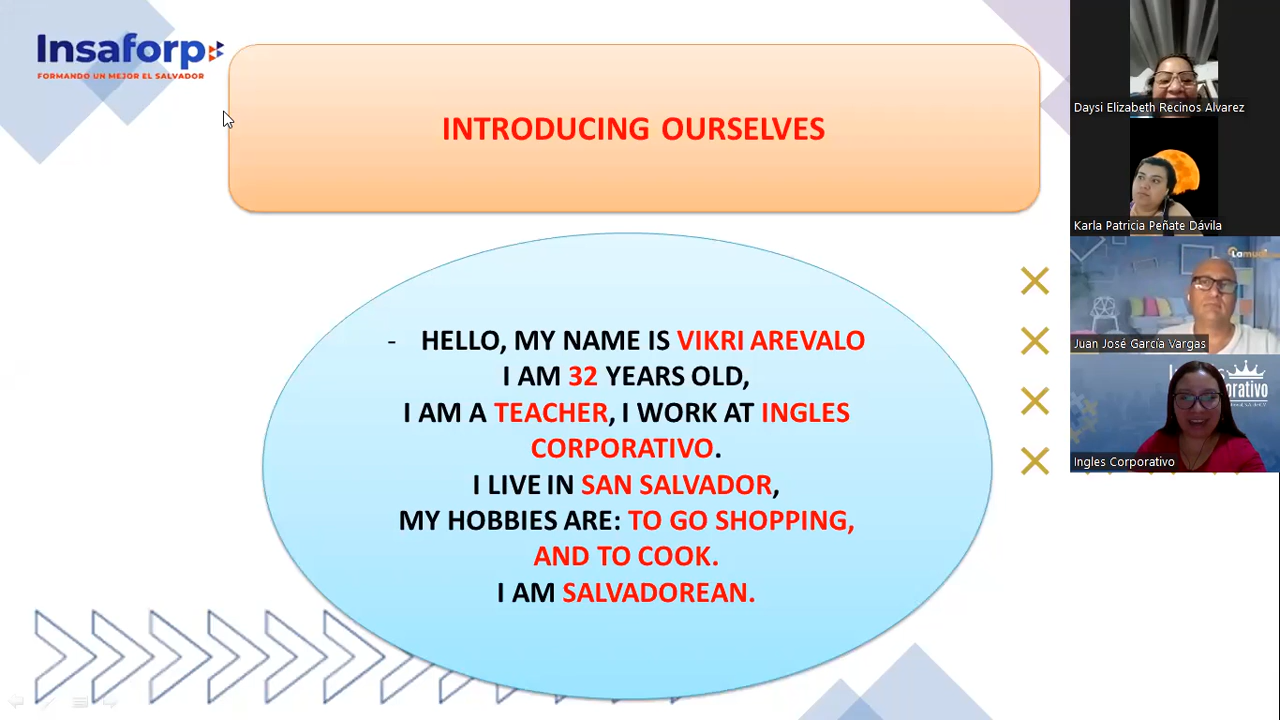 Insaforp
FORMANDO UN MEJOR EL SALVADOR
INTRODUCING OURSELVES
- HELLO, MY NAME IS VIKRI AREVALO
I AM 32 YEARS OLD,
I AM A TEACHER, I WORK AT INGLES
CORPORATIVO.
I LIVE IN SAN SALVADOR,
MY HOBBIES ARE: TO GO SHOPPING,
AND TO COOK.
I AM SALVADOREAN.
Daysi Elizabeth Recinos Alvarez
Karla Patricia Peñate Dávila
Juan José García Vargas
Ingles Corporativo